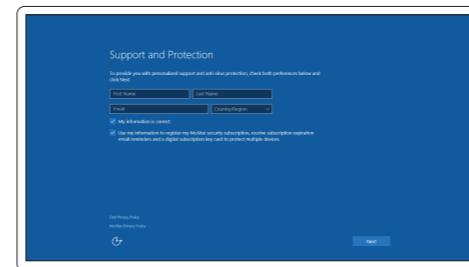 Support and Protection
To provide you with personalized support and anti-virus protection, check both preferences below and
click Next.
First Name
Last Name
Email
Country/Region
My information is correct.
Use my information to register my McAfee security subscription, receive subscription expiration
email reminders and a digital subscription key card to protect multiple devices.
Dell Privacy Policy
McAfee Privacy Policy
Next